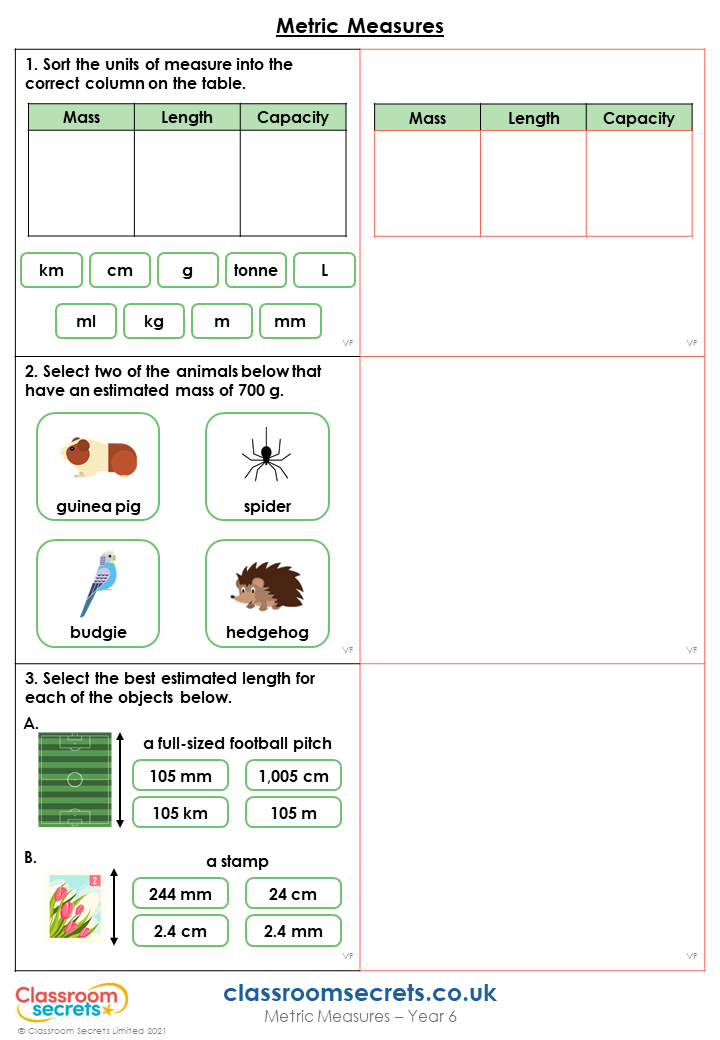 Metric Measures
1. Sort the units of measure into the
correct column on the table.
Mass Length Capacity
km cm g tonne L
ml kg m mm
VF
Mass Length Capacity
VF
2. Select two of the animals below that
have an estimated mass of 700 g.
guinea pig spider
budgie hedgehog
VF
VF
3. Select the best estimated length for
each of the objects below.
A.
a full-sized football pitch
105 mm 1,005 cm
105 km 105 m
B.
a stamp
2
244 mm 24 cm
2.4 cm 2.4 mm
VF
VF
Classroom
secrets
© Classroom Secrets Limited 2021
classroomsecrets.co.uk
Metric Measures – Year 6